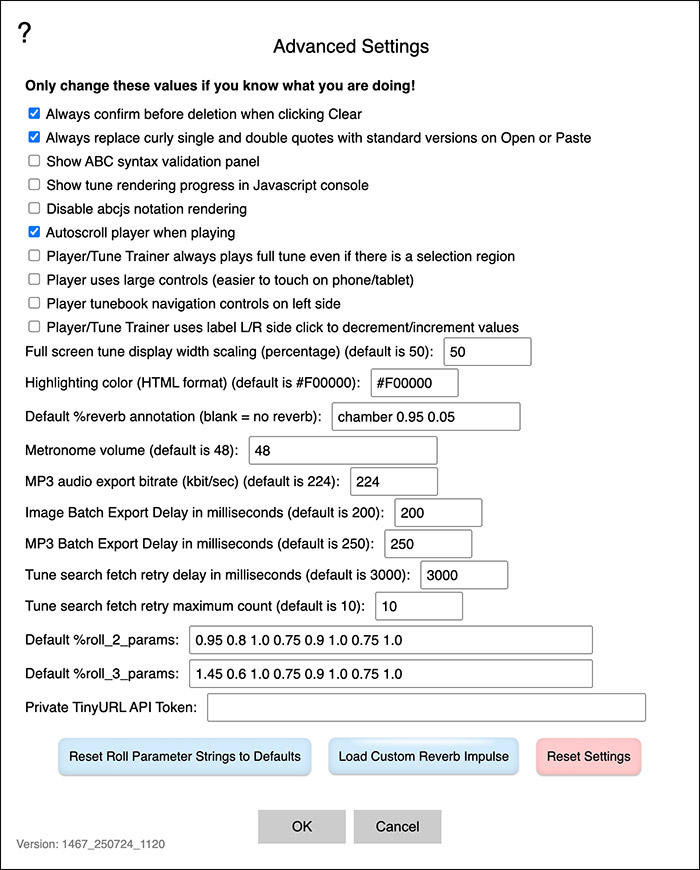 ?
Advanced Settings
Only change these values if you know what you are doing!
Always confirm before deletion when clicking Clear
Always replace curly single and double quotes with standard versions on Open or Paste
Show ABC syntax validation panel
Show tune rendering progress in Javascript console
Disable abcjs notation rendering
Autoscroll player when playing
Player/Tune Trainer always plays full tune even if there is a selection region
Player uses large controls (easier to touch on phone/tablet)
Player tunebook navigation controls on left side
Player/Tune Trainer uses label L/R side click to decrement/increment values
Full screen tune display width scaling (percentage) (default is 50): 50
Highlighting color (HTML format) (default is #F00000): #F00000
Default %reverb annotation (blank = no reverb): chamber 0.95 0.05
Metronome volume (default is 48): 48
MP3 audio export bitrate (kbit/sec) (default is 224): 224
Image Batch Export Delay in milliseconds (default is 200): 200
MP3 Batch Export Delay in milliseconds (default is 250): 250
Tune search fetch retry delay in milliseconds (default is 3000): 3000
Tune search fetch retry maximum count (default is 10): 10
Default %roll_2_params: 0.95 0.8 1.0 0.75 0.9 1.0 0.75 1.0
Default %roll_3_params: 1.45 0.6 1.0 0.75 0.9 1.0 0.75 1.0
Private TinyURL API Token:
Reset Roll Parameter Strings to Defaults Load Custom Reverb Impulse Reset Settings
OK Cancel
Version: 1467_250724_1120